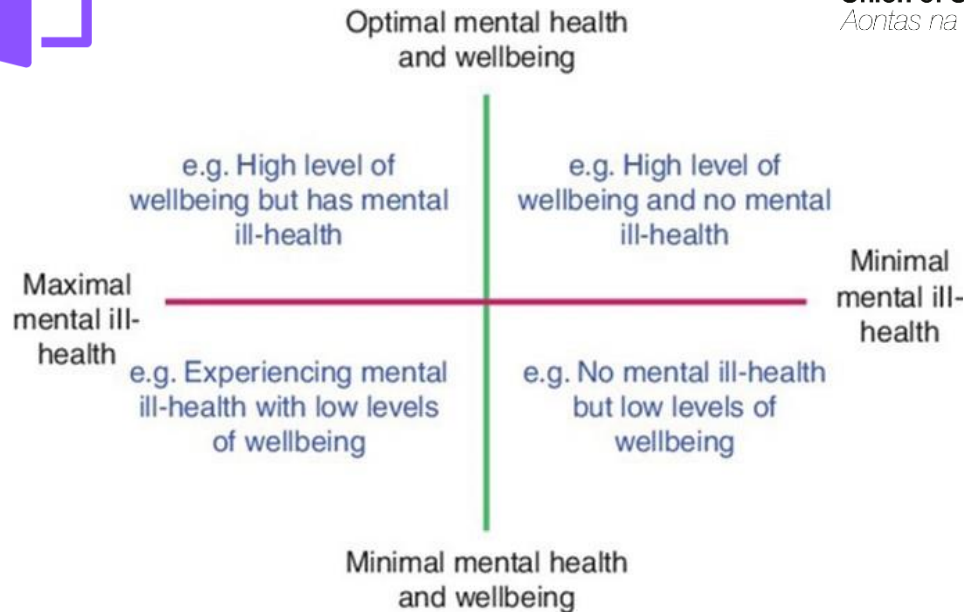 Aontas na
Optimal mental health
and wellbeing
e.g. High level of
wellbeing but has mental
ill-health
e.g. High level of
wellbeing and no mental
ill-health
Maximal
mental ill-
health
Minimal
mental ill-
health
e.g. Experiencing mental
ill-health with low levels
of wellbeing
e.g. No mental ill-health
but low levels of
wellbeing
Minimal mental health
and wellbeing